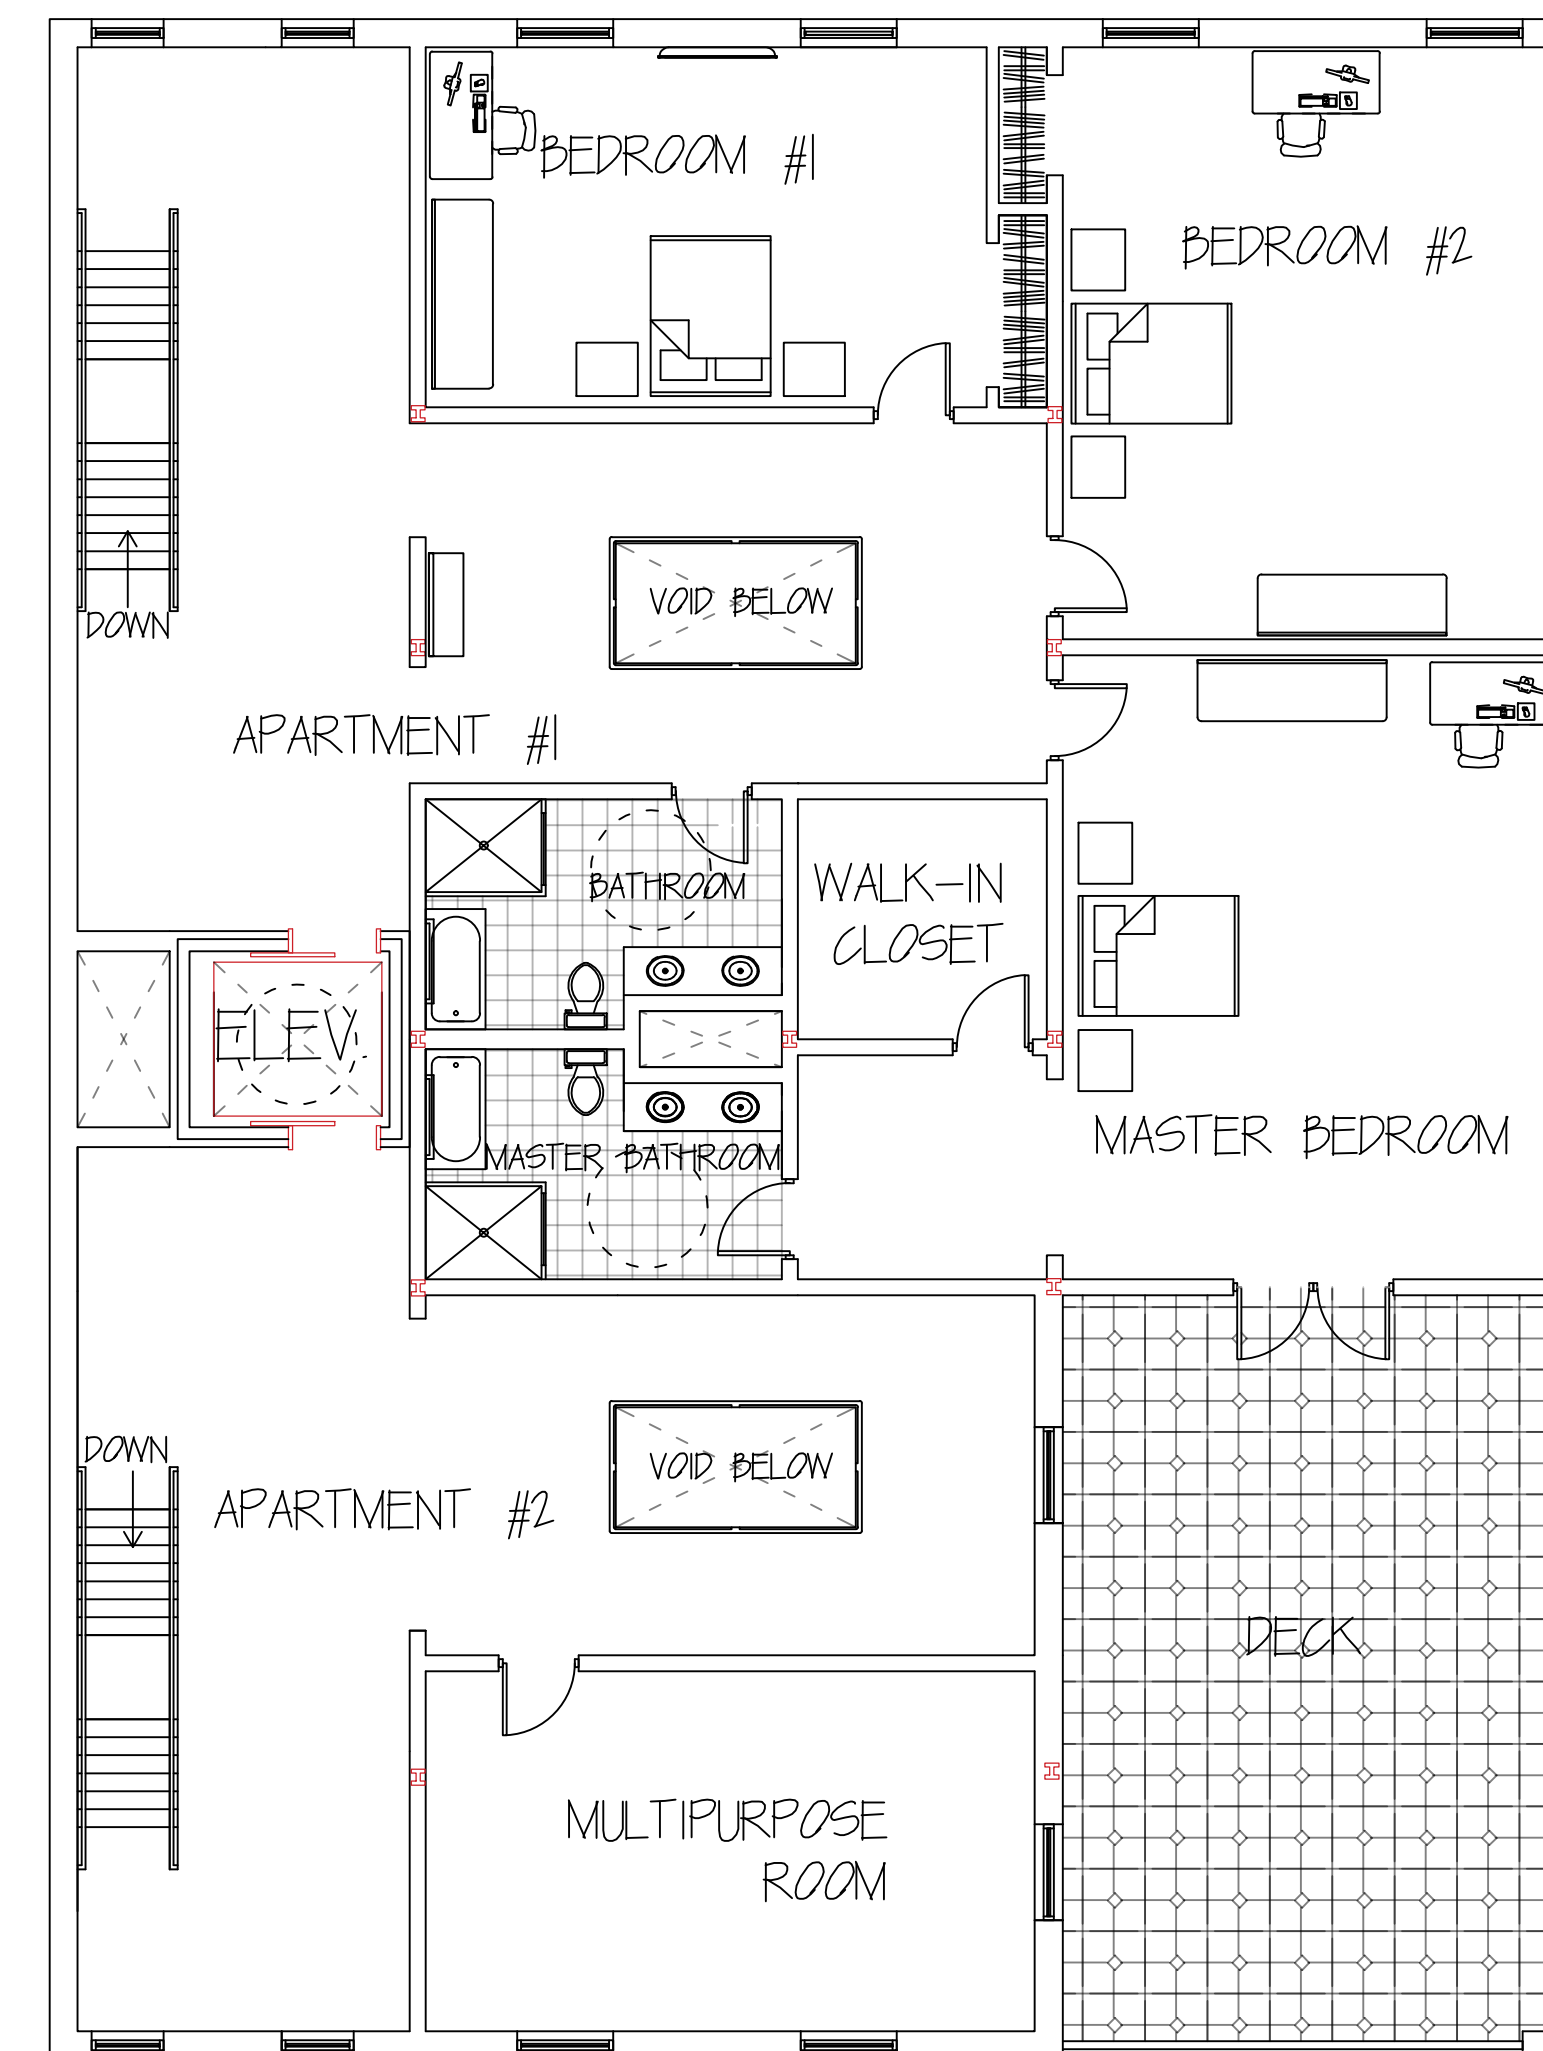 BEDROOM #1
BEDROOM #2
VOID BELOW
DOWN
APARTMENT #1
BATHROOM
WALK-IN
CLOSET
ELEV.
MASTER BEDROOM
MASTER BATHROOM
DOWN
VOID BELOW
APARTMENT #2
DECK
MULTIPURPOSE
ROOM